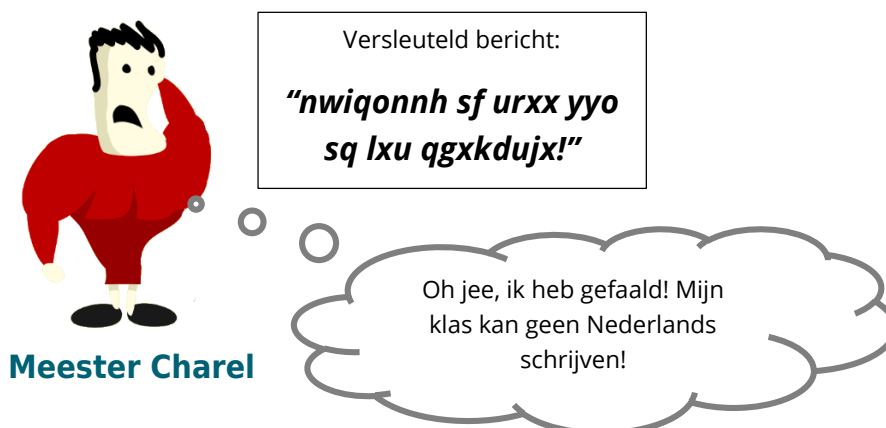 Versleuteld bericht:
“nwiqonnh sf urxx yyo
sq lxu qgxkdujx!”
Oh jee, ik heb gefaald! Mijn
klas kan geen Nederlands
schrijven!
Meester Charel